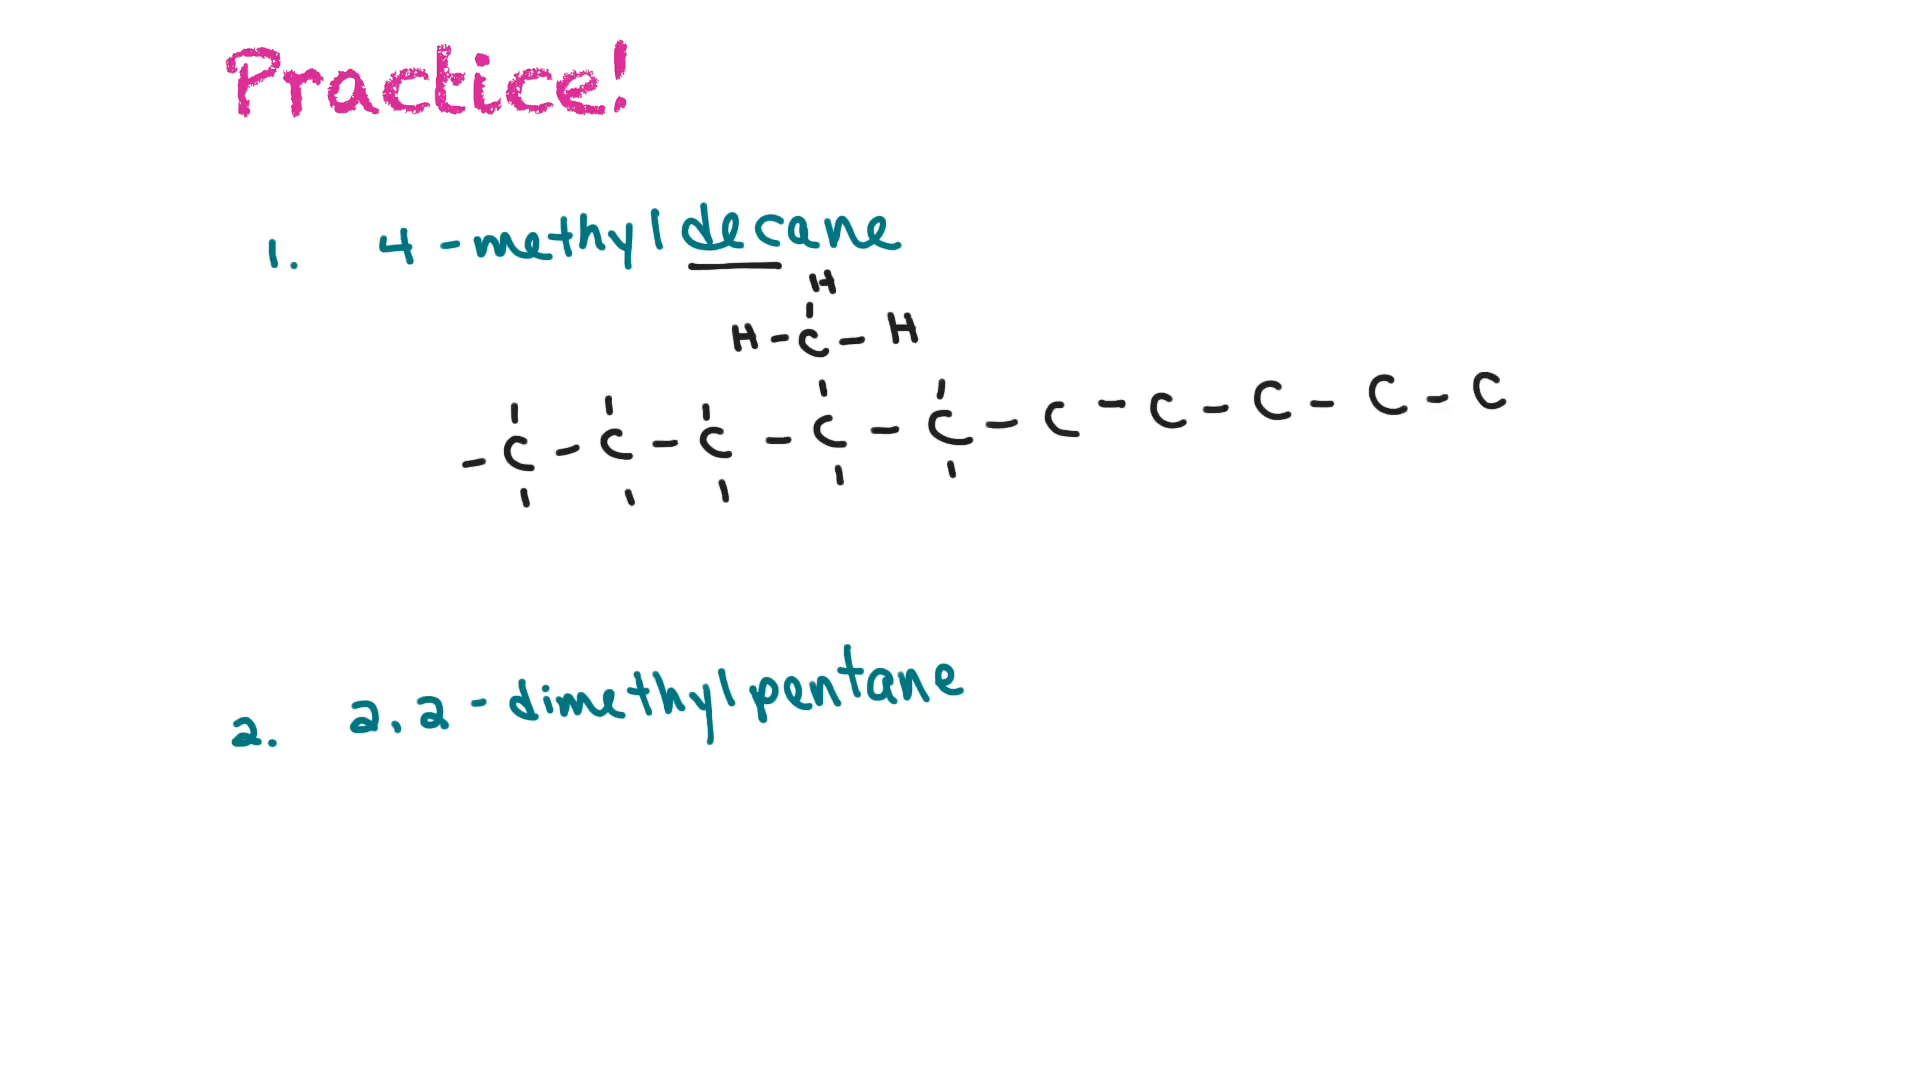 Practice!
1. 4-methyldecane
H
H-C-H
-C-C-C-C-C-C-C-C-C-C
2. 2,2-dimethylpentane